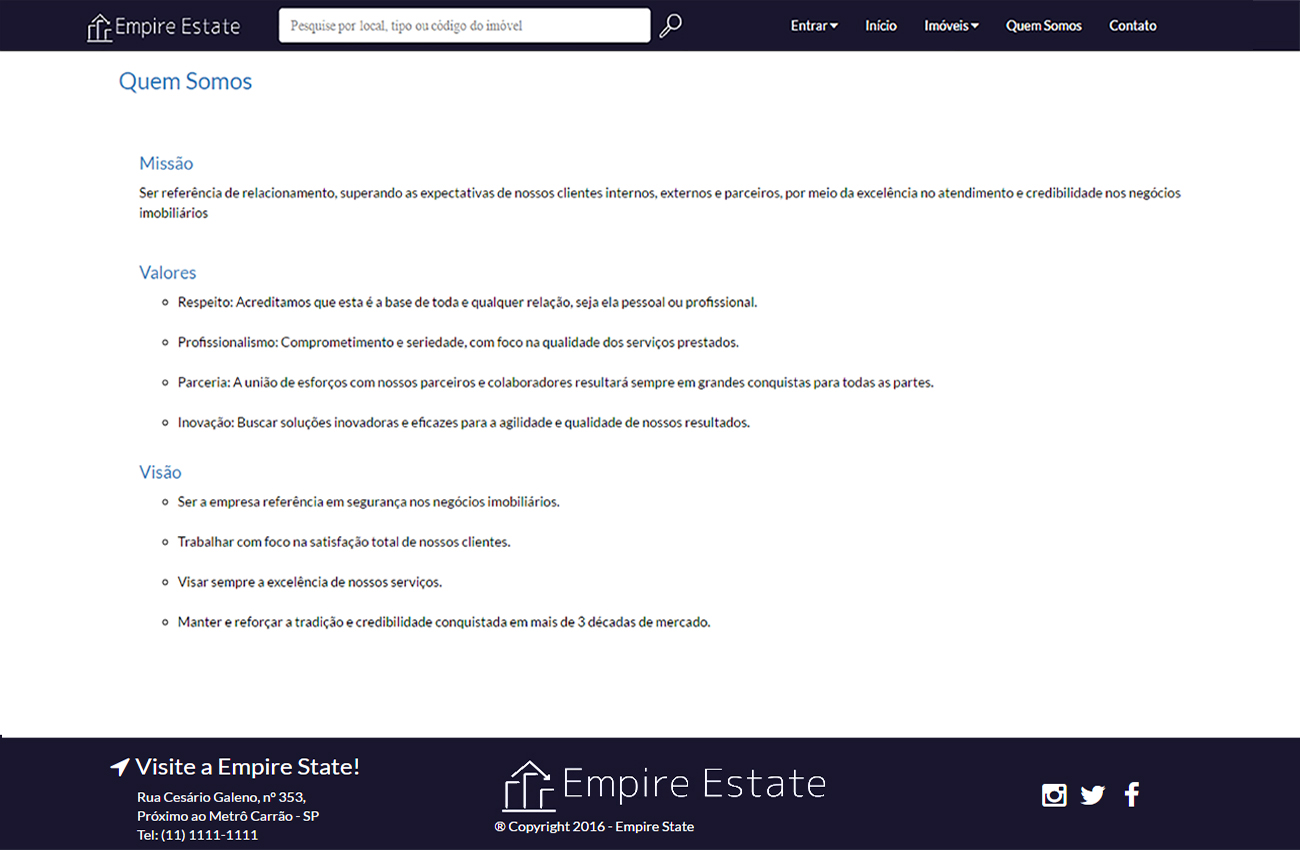 Empire Estate
Pesquise por local, tipo ou código do imóvel
Entrar
Início
Imóveis
Quem Somos
Contato
Quem Somos
Missão
Ser referência de relacionamento, superando as expectativas de nossos clientes internos, externos e parceiros, por meio da excelência no atendimento e credibilidade nos negócios
imobiliários
Valores
Respeito: Acreditamos que esta é a base de toda e qualquer relação, seja ela pessoal ou profissional.
Profissionalismo: Comprometimento e seriedade, com foco na qualidade dos serviços prestados.
Parceria: A união de esforços com nossos parceiros e colaboradores resultará sempre em grandes conquistas para todas as partes.
Inovação: Buscar soluções inovadoras e eficazes para a agilidade e qualidade de nossos resultados.
Visão
Ser a empresa referência em segurança nos negócios imobiliários.
Trabalhar com foco na satisfação total de nossos clientes.
Visar sempre a excelência de nossos serviços.
Manter e reforçar a tradição e credibilidade conquistada em mais de 3 décadas de mercado.
Visite a Empire State!
Rua Cesário Galeno, nº 353,
Próximo ao Metrô Carrão - SP
Tel: (11) 1111-1111
Empire Estate
® Copyright 2016 - Empire State